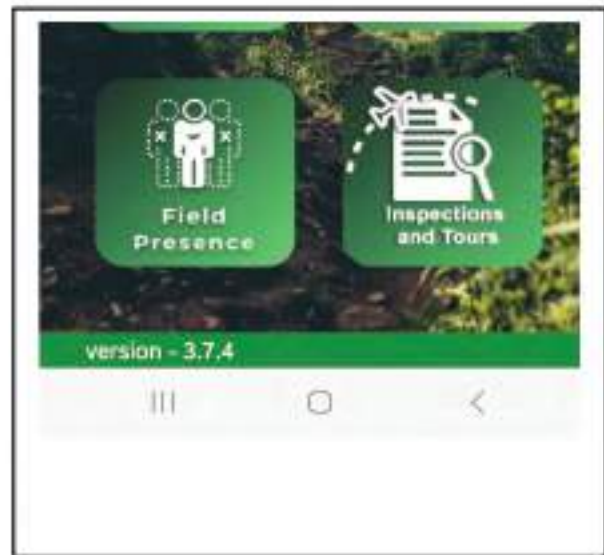 Field
Presence
Inspections
and Tours
version - 3.7.4